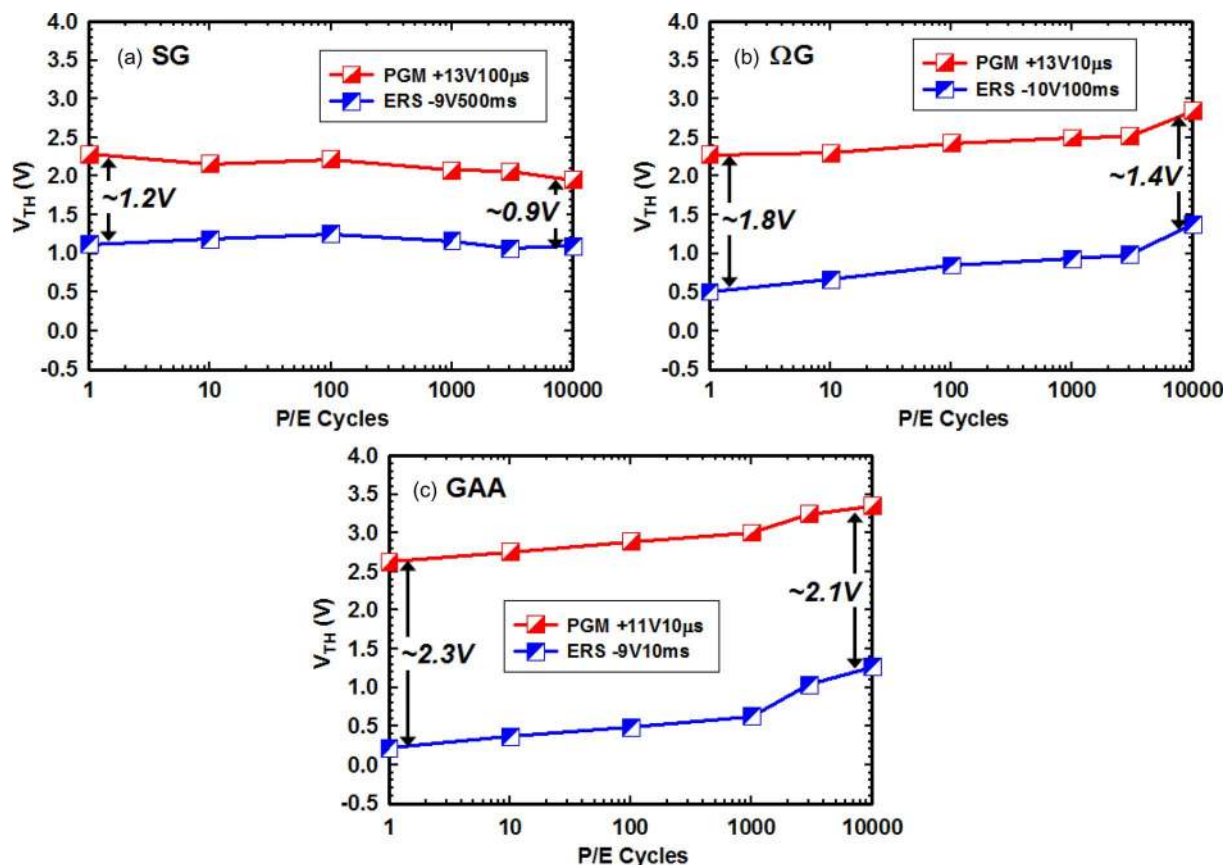 (a) SG
PGM +13V100μs
ERS -9V500ms
4.0
3.5
3.0
2.5
2.0
1.5
1.0
0.5
0.0
-0.5
V_TH (V)
~1.2V
~0.9V
1 10 100 1000 10000
P/E Cycles
(b) ΩG
PGM +13V10μs
ERS -10V100ms
4.0
3.5
3.0
2.5
2.0
1.5
1.0
0.5
0.0
-0.5
V_TH (V)
~1.8V
~1.4V
1 10 100 1000 10000
P/E Cycles
(c) GAA
4.0
3.5
3.0
2.5
2.0
1.5
1.0
0.5
0.0
-0.5
V_TH (V)
~2.3V
~2.1V
PGM +11V10μs
ERS -9V10ms
1 10 100 1000 10000
P/E Cycles